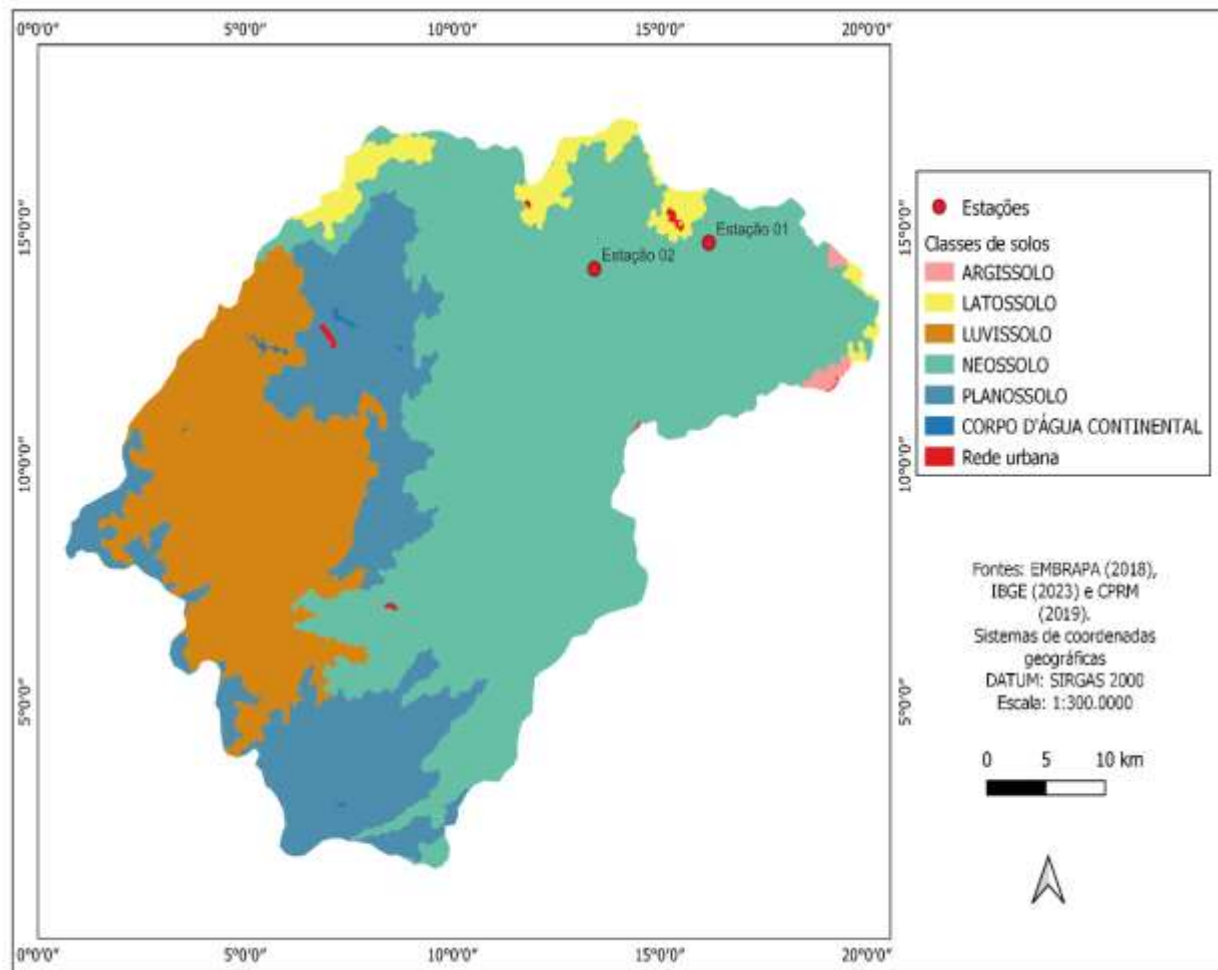 0°0'0" 5°0'0" 10°0'0" 15°0'0" 20°0'0"
15°0'0" 15°0'0"
Estação 01
Estação 02
10°0'0" 10°0'0"
5°0'0" 5°0'0"
0°0'0" 5°0'0" 10°0'0" 15°0'0" 20°0'0"
Estações
Classes de solos
ARGISSOLO
LATOSSOLO
LUVISSOLO
NEOSSOLO
PLANOSSOLO
CORPO D'ÁGUA CONTINENTAL
Rede urbana
Fontes: EMBRAPA (2018),
IBGE (2023) e CPRM
(2019).
Sistemas de coordenadas
geográficas
DATUM: SIRGAS 2000
Escala: 1:300.0000
0 5 10 km